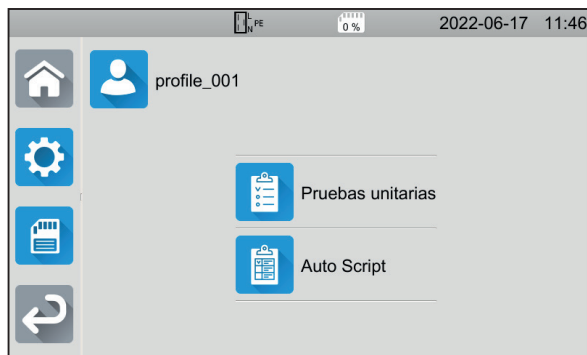 L
N PE
0 %
2022-06-17 11:46
profile_001
Pruebas unitarias
Auto Script